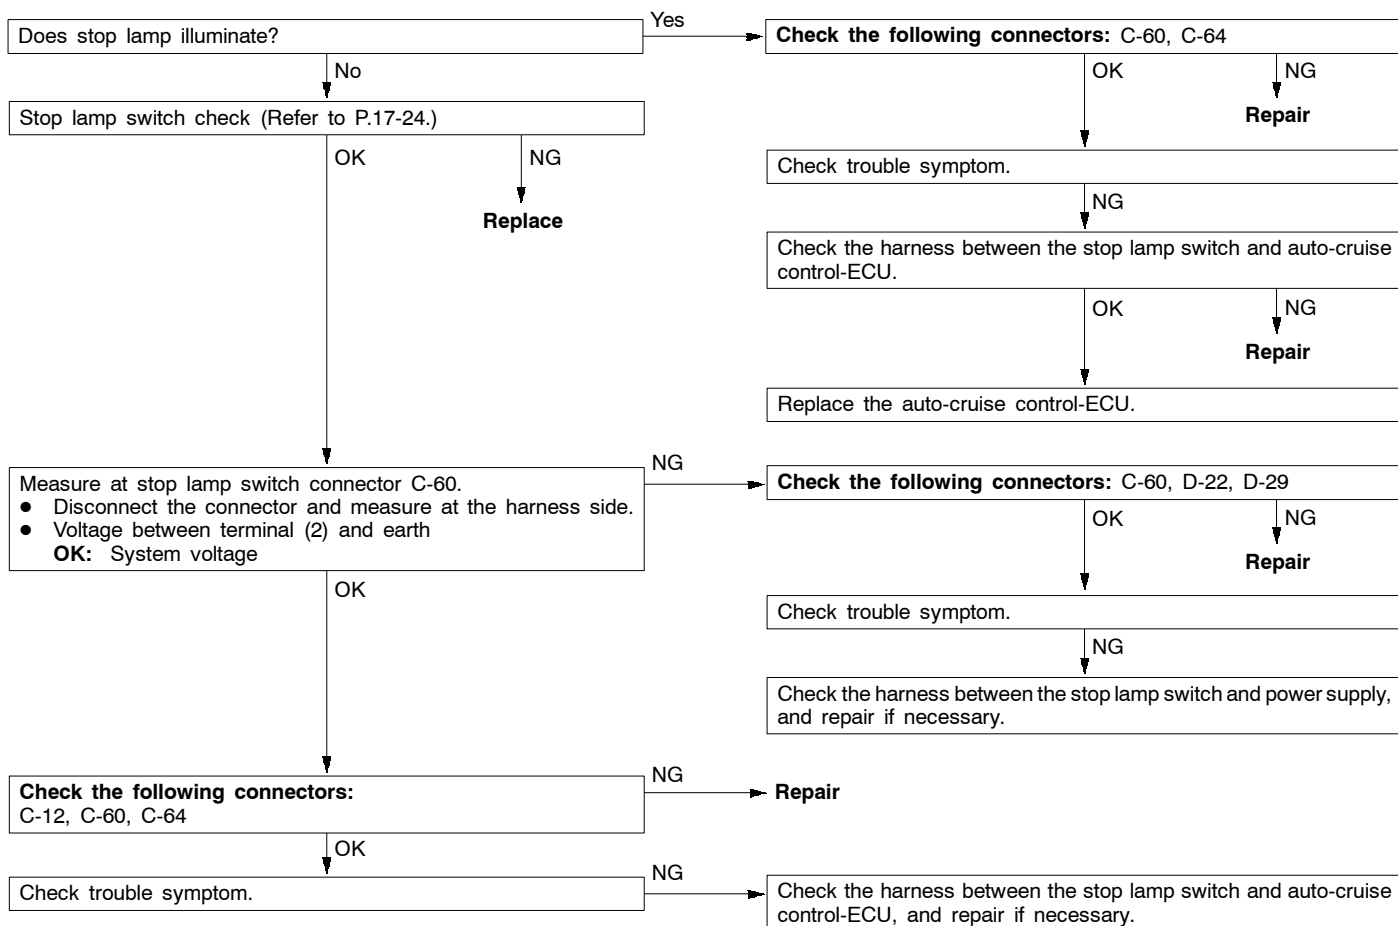 Does stop lamp illuminate?
Yes
Check the following connectors: C-60, C-64
No
OK
NG
Repair
Stop lamp switch check (Refer to P.17-24.)
OK
NG
Replace
Check trouble symptom.
NG
Check the harness between the stop lamp switch and auto-cruise
control-ECU.
OK
NG
Repair
Replace the auto-cruise control-ECU.
Measure at stop lamp switch connector C-60.
● Disconnect the connector and measure at the harness side.
● Voltage between terminal (2) and earth
OK: System voltage
NG
Check the following connectors: C-60, D-22, D-29
OK
NG
Repair
OK
Check trouble symptom.
NG
Check the harness between the stop lamp switch and power supply,
and repair if necessary.
Check the following connectors:
C-12, C-60, C-64
NG
Repair
OK
Check trouble symptom.
NG
Check the harness between the stop lamp switch and auto-cruise
control-ECU, and repair if necessary.